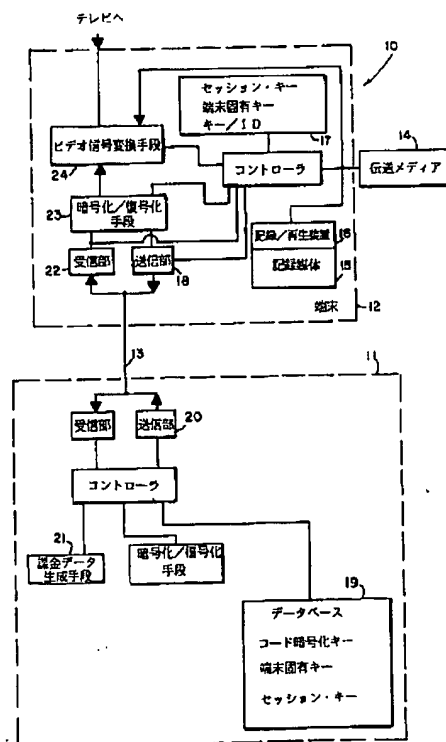 テレビへ
10
セッション・キー
端末固有キー
キー/ID
17
14
ビデオ信号変換手段
24
コントローラ
伝送メディア
23
暗号化/復号化
手段
記録/再生装置
16
受信部
22
送信部
18
記録媒体
15
端末
12
13
11
受信部
送信部
20
コントローラ
21
課金データ
生成手段
暗号化/信号化
手段
19
データベース
コード暗号化キー
端末固有キー
セッション・キー